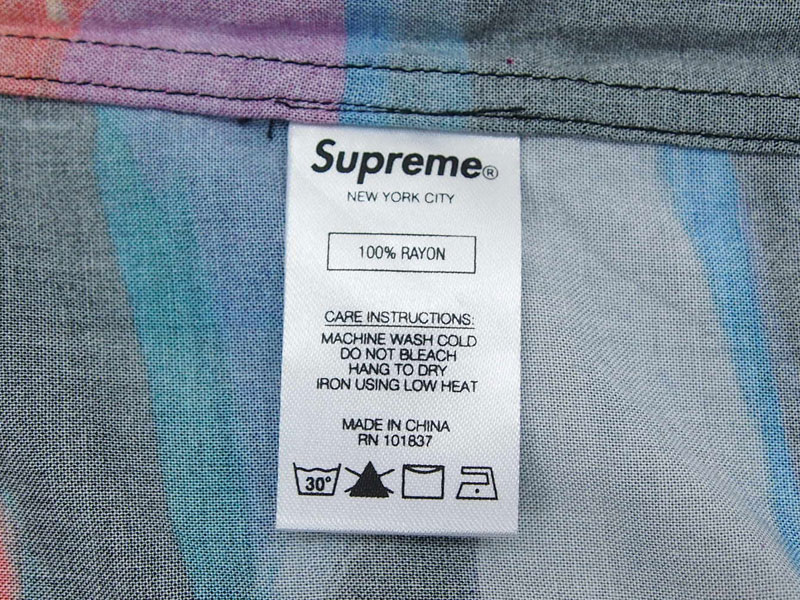 Supreme®
NEW YORK CITY
100% RAYON
CARE INSTRUCTIONS:
MACHINE WASH COLD
DO NOT BLEACH
HANG TO DRY
IRON USING LOW HEAT
MADE IN CHINA
RN 101837
30°